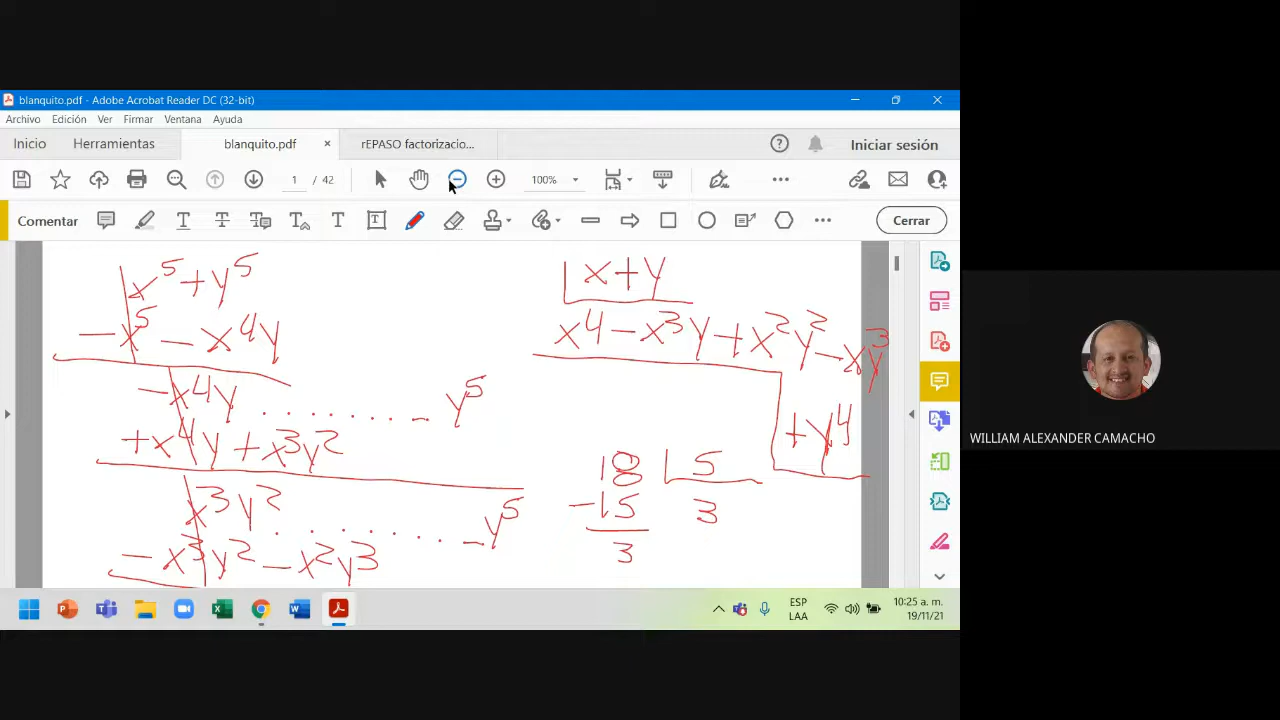 blanquito.pdf - Adobe Acrobat Reader DC (32-bit)
Archivo Edición Ver Firmar Ventana Ayuda
Inicio Herramientas blanquito.pdf × rEPASO factorizacio... Iniciar sesión
1 / 42 100%
Comentar Cerrar
x⁵+y⁵
x+y
-x⁵ - x⁴y
x⁴-x³y+x²y²-xy³
+y⁴
-x⁴y ......... - y⁵
+x⁴y + x³y²
18 5
-15 3
3
x³y² ......... - y⁵
-x³y² - x²y³
WILLIAM ALEXANDER CAMACHO
ESP
LAA
10:25 a. m.
19/11/21